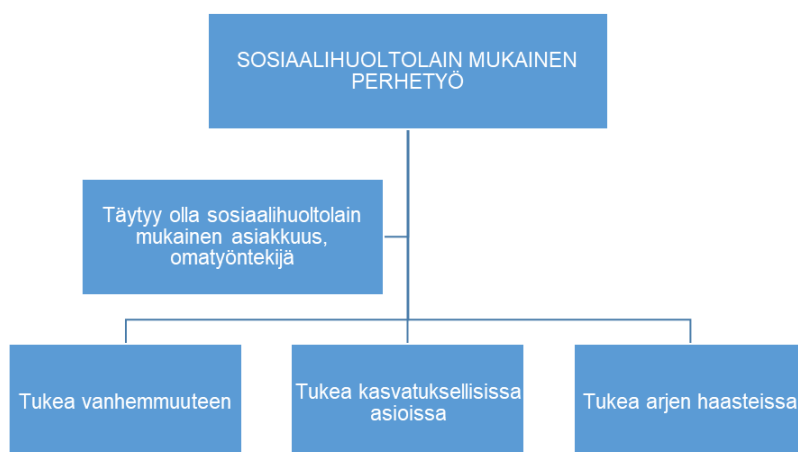 SOSIAALIHUOLTOLAIN MUKAINEN
PERHETYÖ
Täytyy olla sosiaalihuoltolain
mukainen asiakkuus,
omatyöntekijä
Tukea vanhemmuuteen
Tukea kasvatuksellisissa
asioissa
Tukea arjen haasteissa